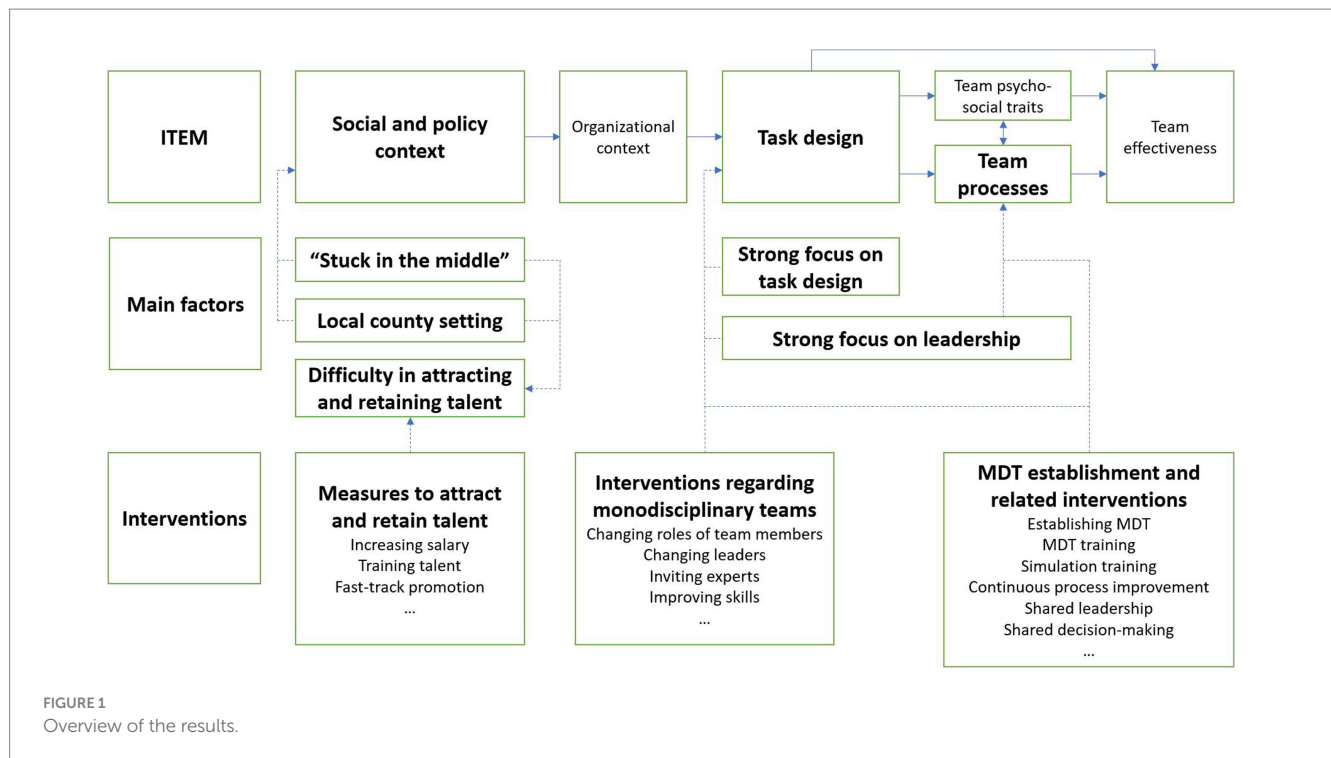 ITEM
Social and policy
context
Organizational
context
Task design
Team psycho-
social traits
Team
processes
Team
effectiveness
Main factors
“Stuck in the middle”
Local county setting
Difficulty in attracting
and retaining talent
Strong focus on
task design
Strong focus on leadership
Interventions
Measures to attract
and retain talent
Increasing salary
Training talent
Fast-track promotion
...
Interventions regarding
monodisciplinary teams
Changing roles of team members
Changing leaders
Inviting experts
Improving skills
...
MDT establishment and
related interventions
Establishing MDT
MDT training
Simulation training
Continuous process improvement
Shared leadership
Shared decision-making
...
FIGURE 1
Overview of the results.